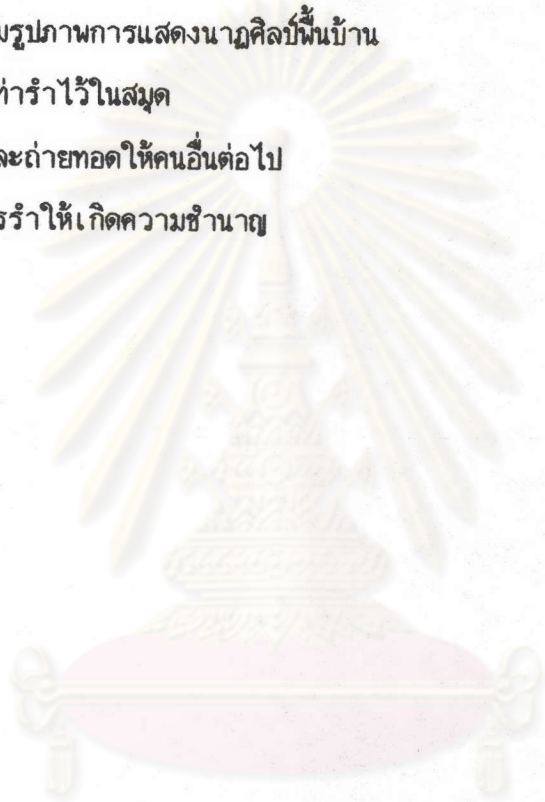 รูปภาพการแสดงนาฏศิลป์พื้นบ้าน
ท่ารำไว้ในสมุด
ละถ่ายทอดให้คนอื่นต่อไป
รรำให้เกิดความชำนาญ